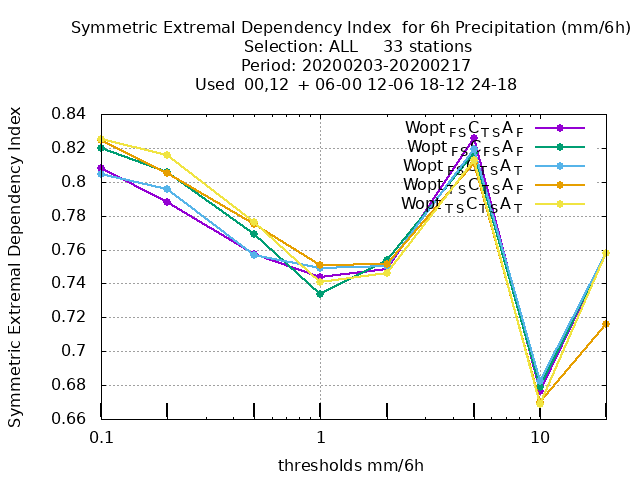 Symmetric Extremal Dependency Index  for 6h Precipitation (mm/6h)
Selection: ALL     33 stations
Period: 20200203-20200217
Used  00,12  + 06-00 12-06 18-12 24-18
Symmetric Extremal Dependency Index
0.84
0.82
0.8
0.78
0.76
0.74
0.72
0.7
0.68
0.66
Wopt FS C TS A F
Wopt FS FS A F
Wopt FS TS A T
Wopt TS C TS A F
Wopt TS C TS A T
0.1
1
10
thresholds mm/6h